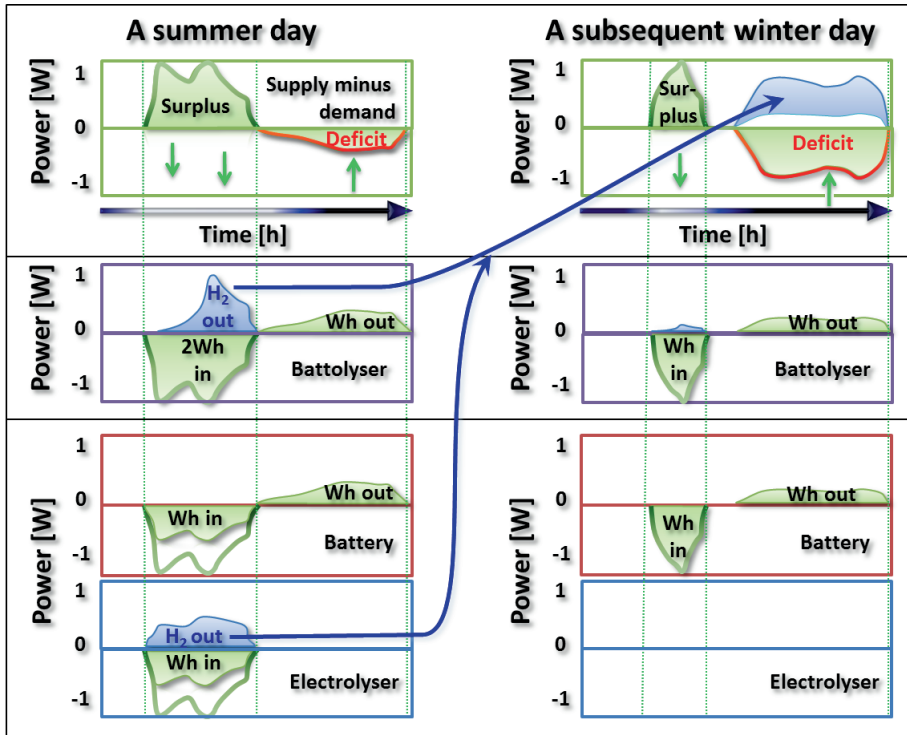 A summer day
A subsequent winter day
Power [W]
1
0
-1
Surplus
Supply minus
demand
Deficit
Time [h]
Power [W]
1
0
-1
Sur-
plus
Deficit
Time [h]
Power [W]
1
0
-1
H2
out
2Wh
in
Wh out
Battolyser
Power [W]
1
0
-1
Wh
in
Wh out
Battolyser
Power [W]
1
0
-1
Wh in
Wh out
Battery
Power [W]
1
0
-1
Wh
in
Wh out
Battery
1
0
-1
H2 out
Wh in
Electrolyser
1
0
-1
Electrolyser